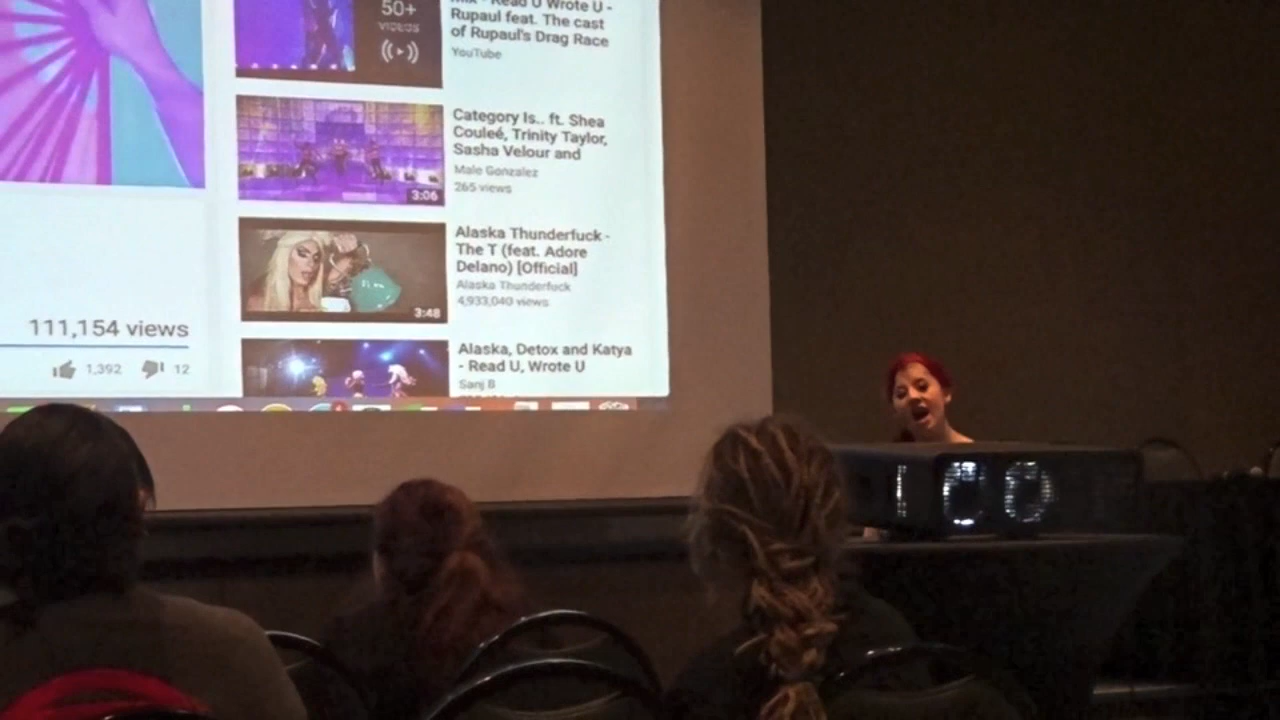 50+
VIDEOS
Mix - Read U Wrote U -
Rupaul feat. The cast
of Rupaul's Drag Race
YouTube
3:06
Category Is.. ft. Shea
Couleé, Trinity Taylor,
Sasha Velour and
Male Gonzalez
265 views
3:48
Alaska Thunderfuck -
The T (feat. Adore
Delano) [Official]
Alaska Thunderfuck
4,933,040 views
Alaska, Detox and Katya
- Read U, Wrote U
Sanj B
111,154 views
1,392 12